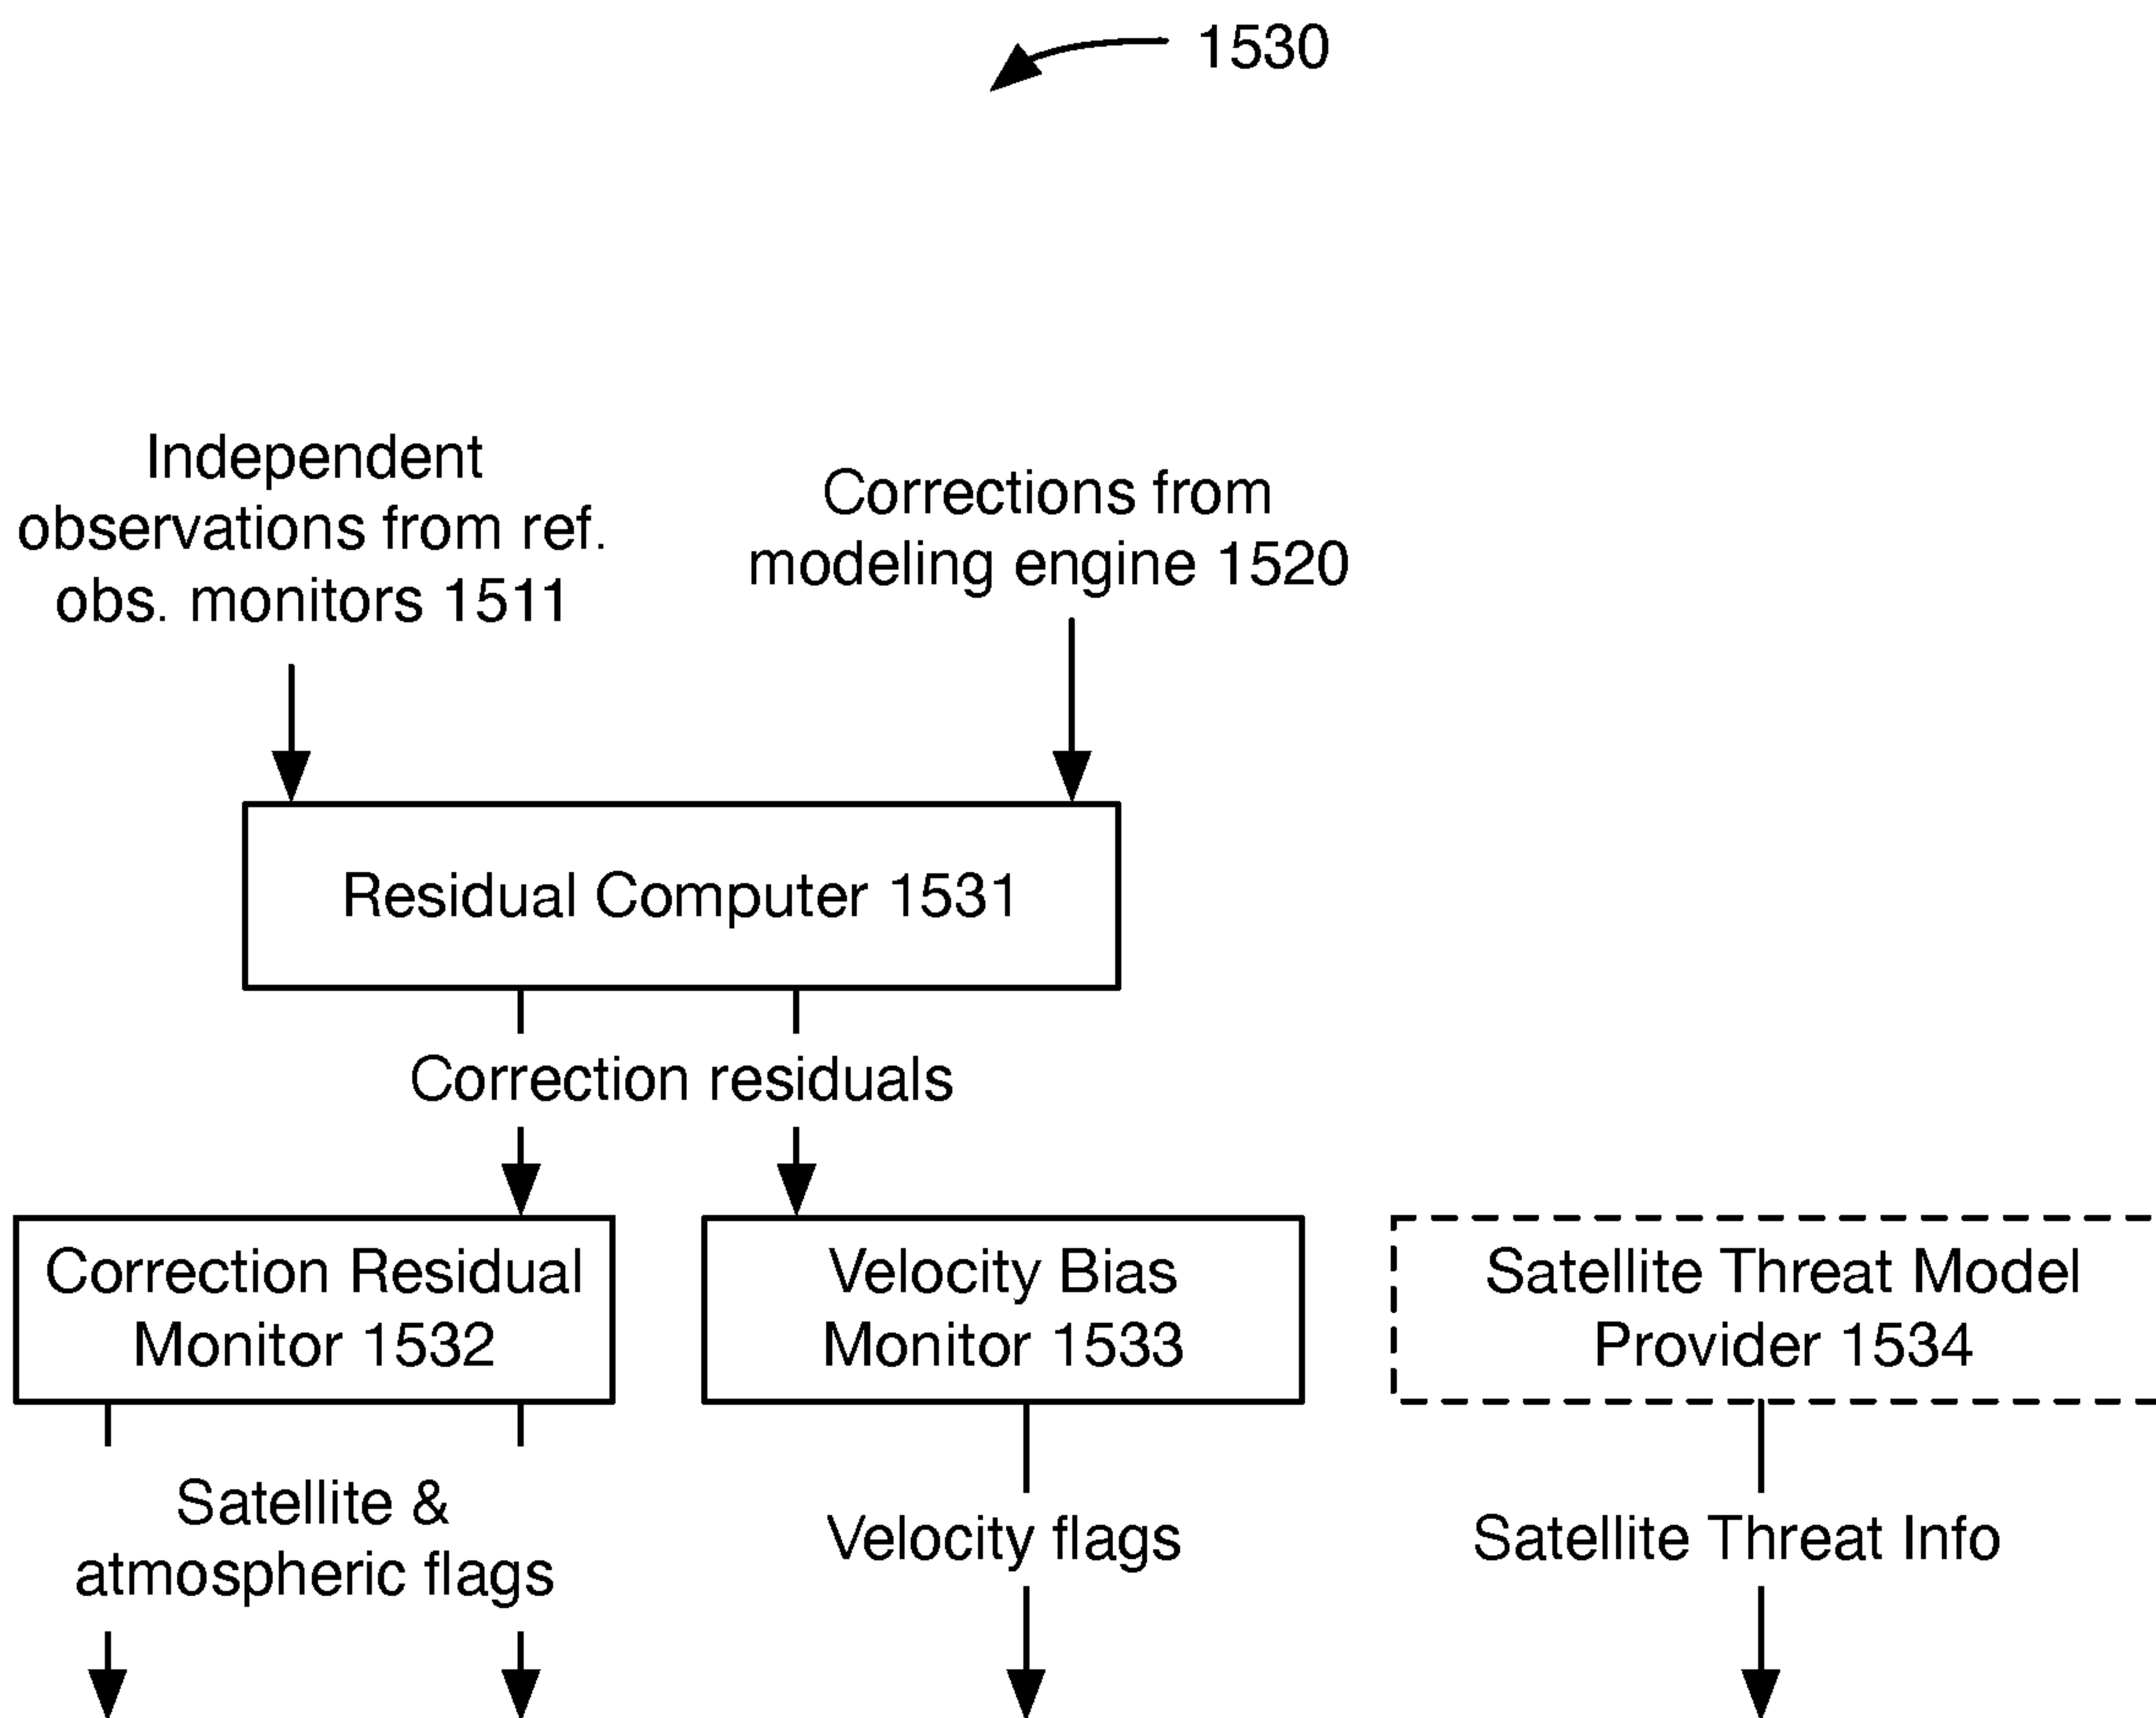 1530
Independent
observations from ref.
obs. monitors 1511
Corrections from
modeling engine 1520
Residual Computer 1531
Correction residuals
Correction Residual
Monitor 1532
Velocity Bias
Monitor 1533
Satellite Threat Model
Provider 1534
Satellite &
atmospheric flags
Velocity flags
Satellite Threat Info